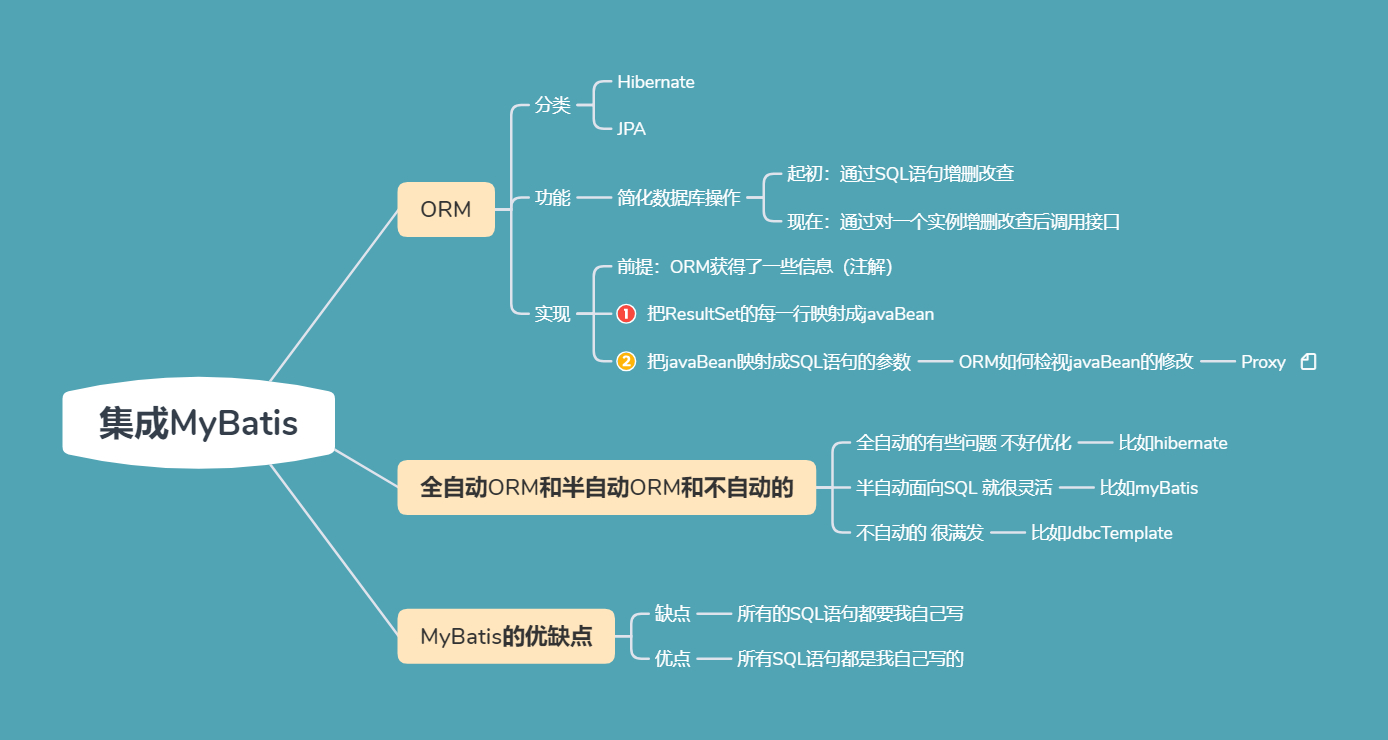 集成MyBatis
ORM
分类
Hibernate
JPA
功能
简化数据库操作
起初：通过SQL语句增删改查
现在：通过对一个实例增删改查后调用接口
实现
前提：ORM获得了一些信息（注解）
1 把ResultSet的每一行映射成javaBean
2 把javaBean映射成SQL语句的参数
ORM如何检视javaBean的修改
Proxy
全自动ORM和半自动ORM和不自动的
全自动的有些问题 不好优化
比如hibernate
半自动面向SQL 就很灵活
比如myBatis
不自动的 很满发
比如JdbcTemplate
MyBatis的优缺点
缺点
所有的SQL语句都要我自己写
优点
所有SQL语句都是我自己写的